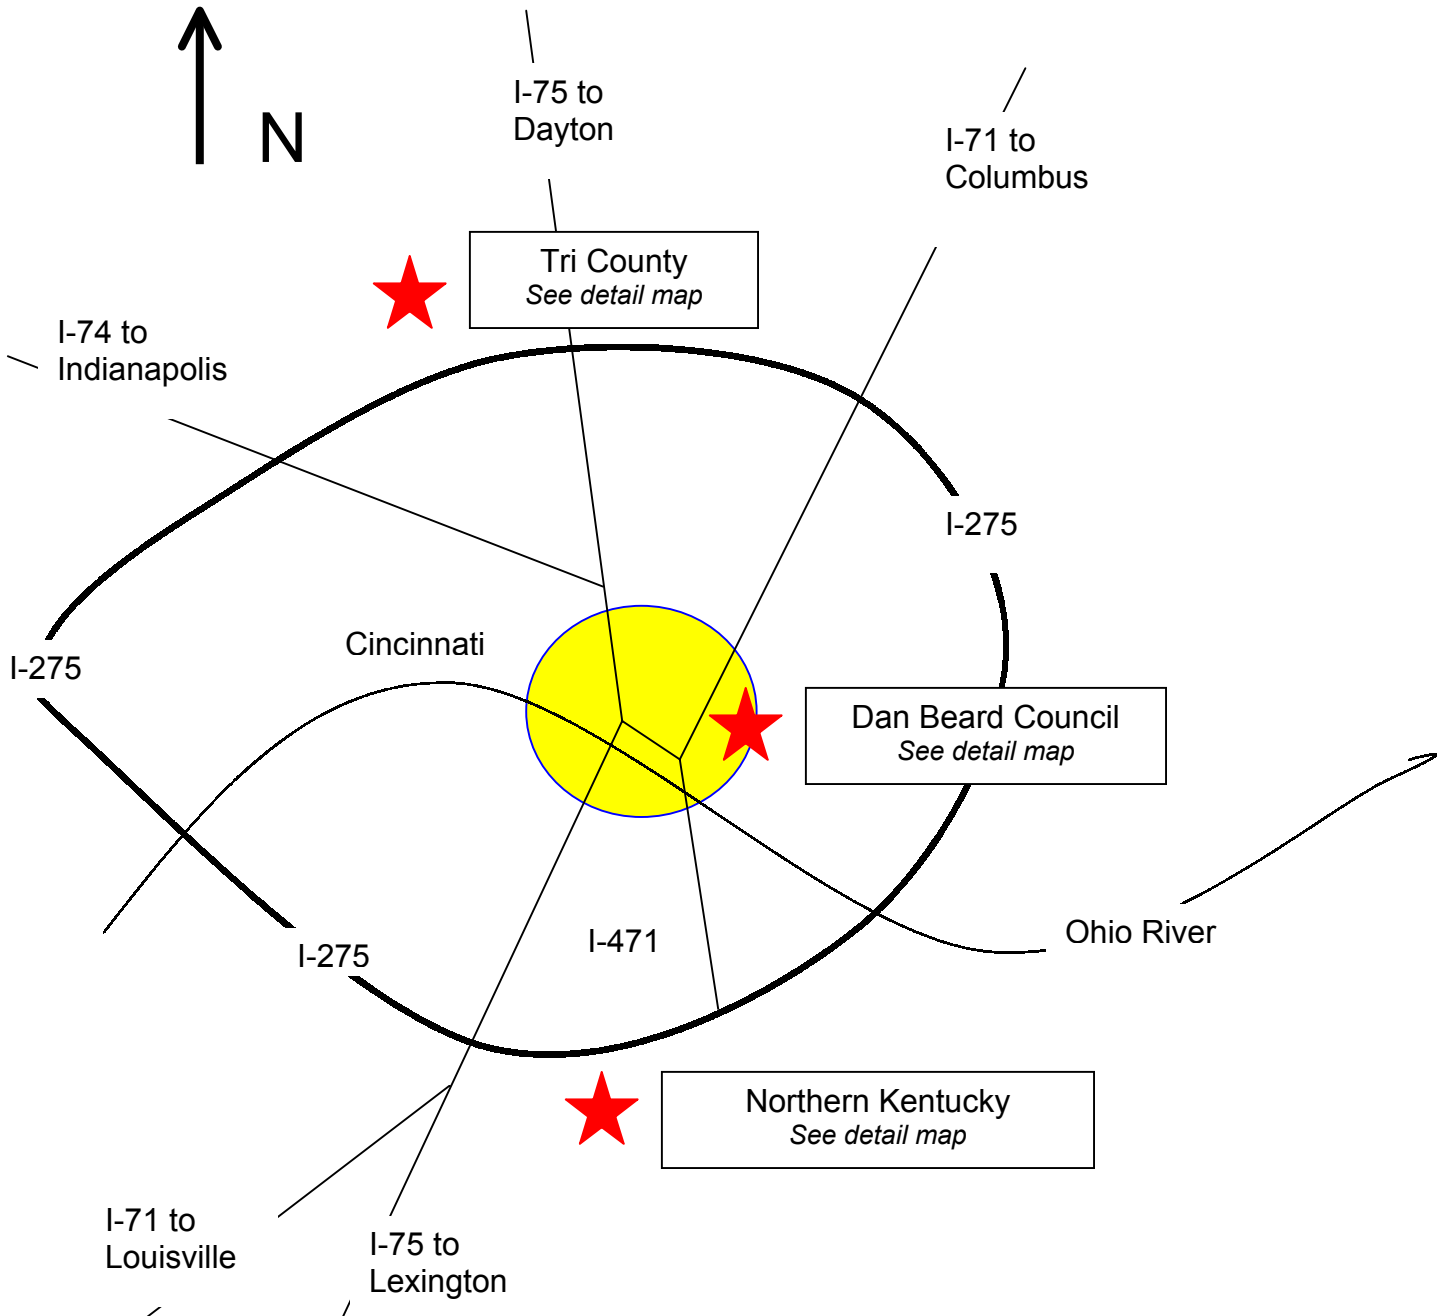 N
I-75 to
Dayton
I-71 to
Columbus
Tri County
See detail map
I-74 to
Indianapolis
I-275
Cincinnati
I-275
Dan Beard Council
See detail map
Ohio River
I-471
I-275
Northern Kentucky
See detail map
I-71 to
Louisville
I-75 to
Lexington